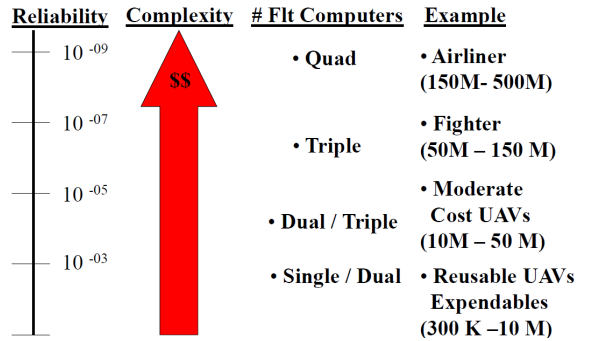 Reliability Complexity # Flt Computers Example
10 -09 $$ • Quad • Airliner
(150M- 500M)
10 -07 • Triple • Fighter
(50M – 150 M)
10 -05 • Dual / Triple • Moderate
Cost UAVs
(10M – 50 M)
10 -03 • Single / Dual • Reusable UAVs
Expendables
(300 K –10 M)